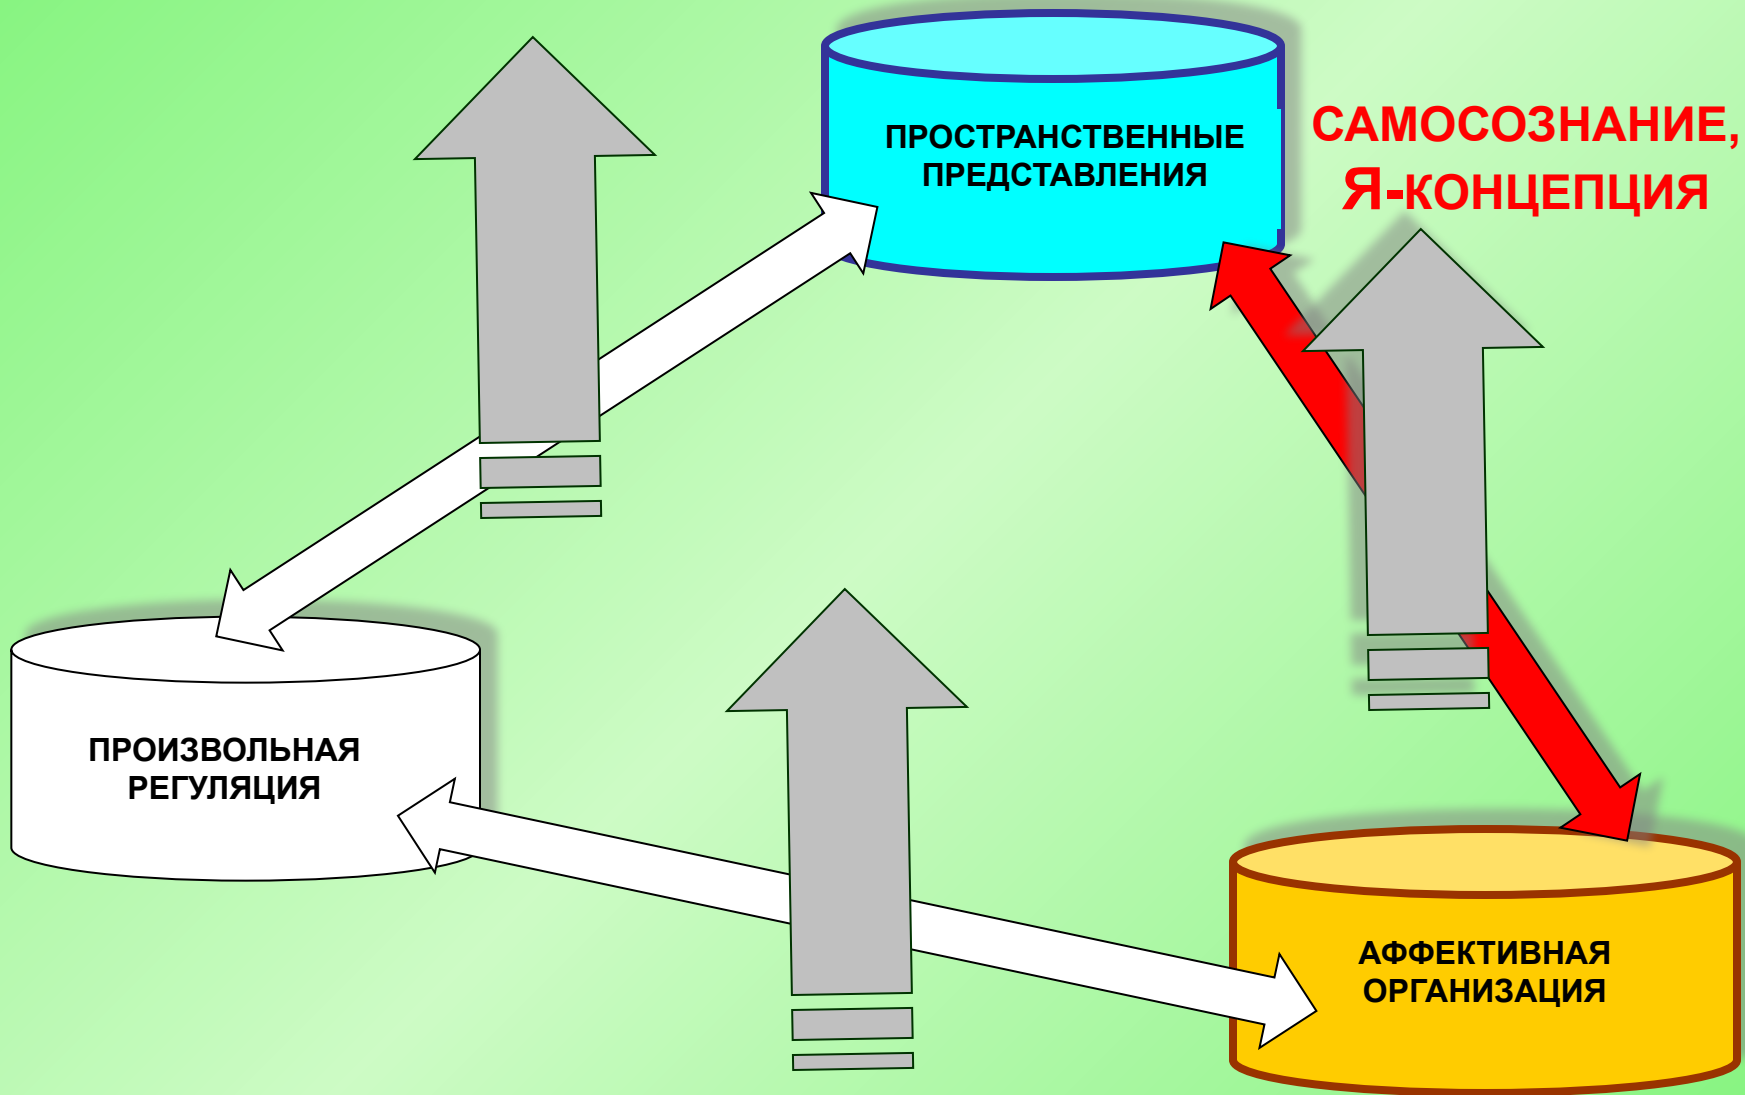 ПРОСТРАНСТВЕННЫЕ
ПРЕДСТАВЛЕНИЯ
САМОСОЗНАНИЕ,
Я-КОНЦЕПЦИЯ
ПРОИЗВОЛЬНАЯ
РЕГУЛЯЦИЯ
АФФЕКТИВНАЯ
ОРГАНИЗАЦИЯ